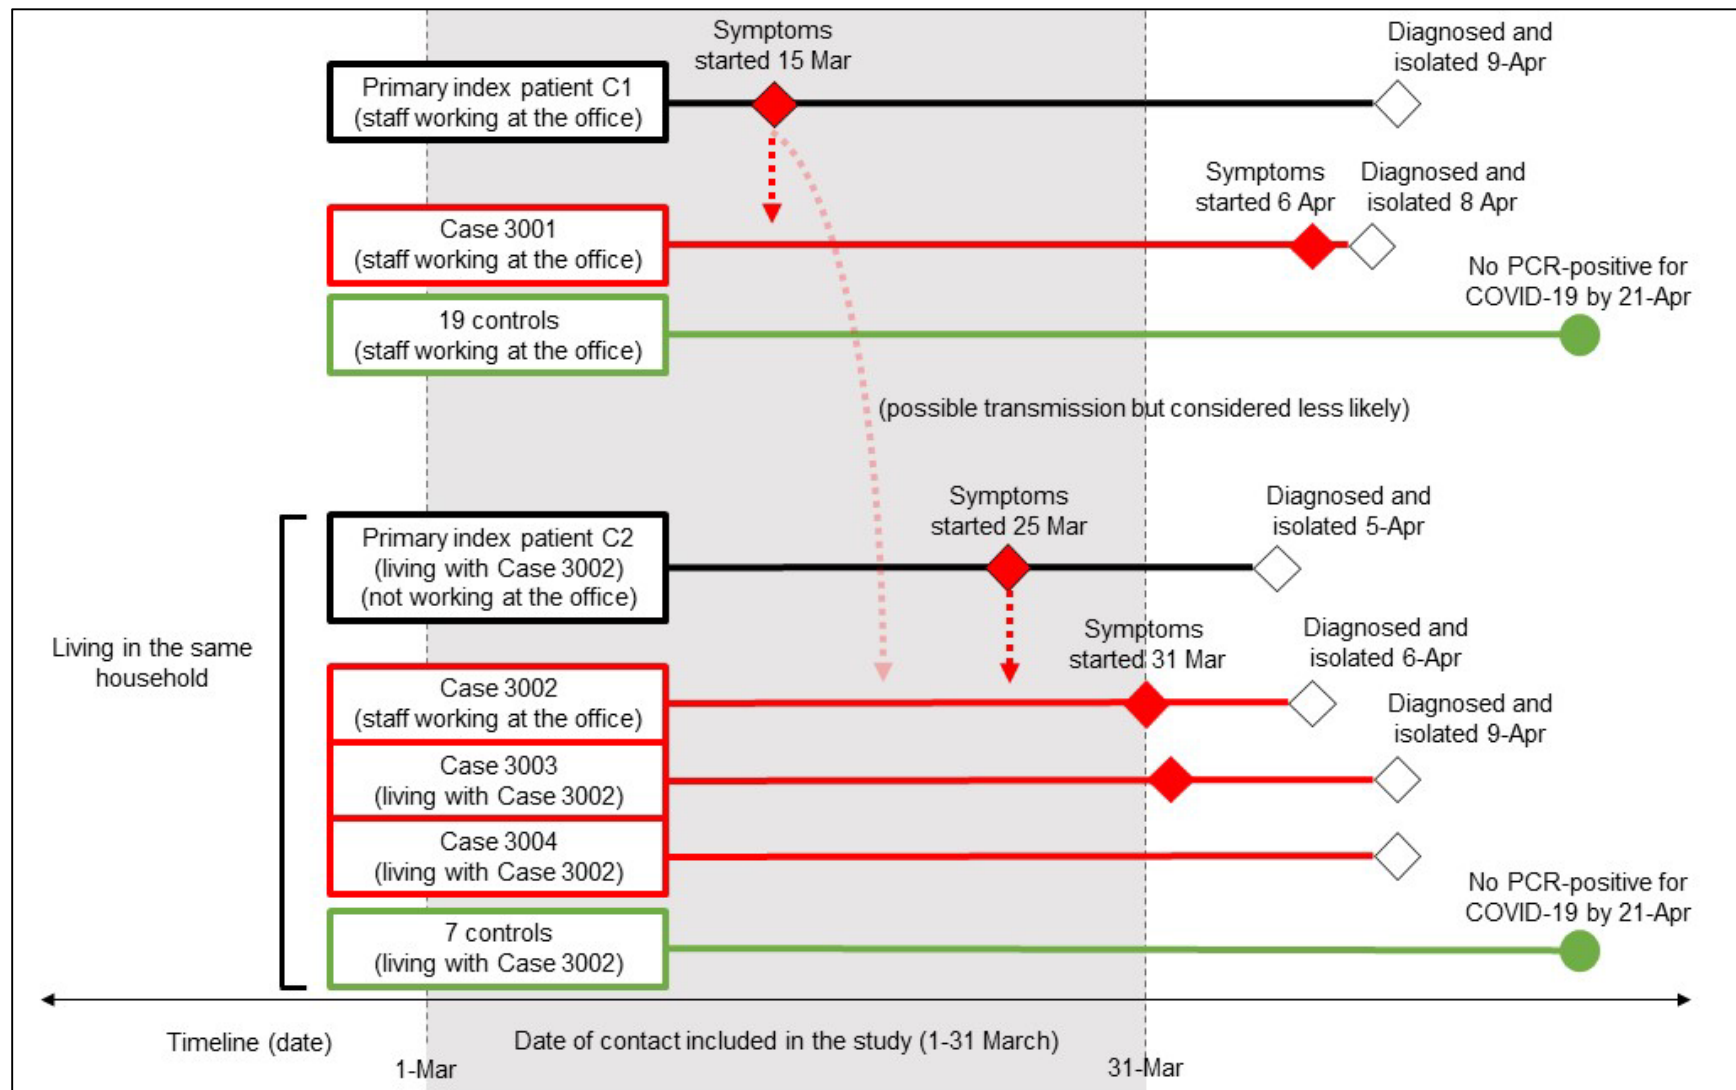 Symptoms
started 15 Mar
Diagnosed and
isolated 9-Apr
Primary index patient C1
(staff working at the office)
Symptoms
started 6 Apr
Diagnosed and
isolated 8 Apr
Case 3001
(staff working at the office)
No PCR-positive for
COVID-19 by 21-Apr
19 controls
(staff working at the office)
(possible transmission but considered less likely)
Symptoms
started 25 Mar
Diagnosed and
isolated 5-Apr
Primary index patient C2
(living with Case 3002)
(not working at the office)
Living in the same
household
Symptoms
started 31 Mar
Diagnosed and
isolated 6-Apr
Case 3002
(staff working at the office)
Diagnosed and
isolated 9-Apr
Case 3003
(living with Case 3002)
Case 3004
(living with Case 3002)
No PCR-positive for
COVID-19 by 21-Apr
7 controls
(living with Case 3002)
Timeline (date)
Date of contact included in the study (1-31 March)
1-Mar
31-Mar